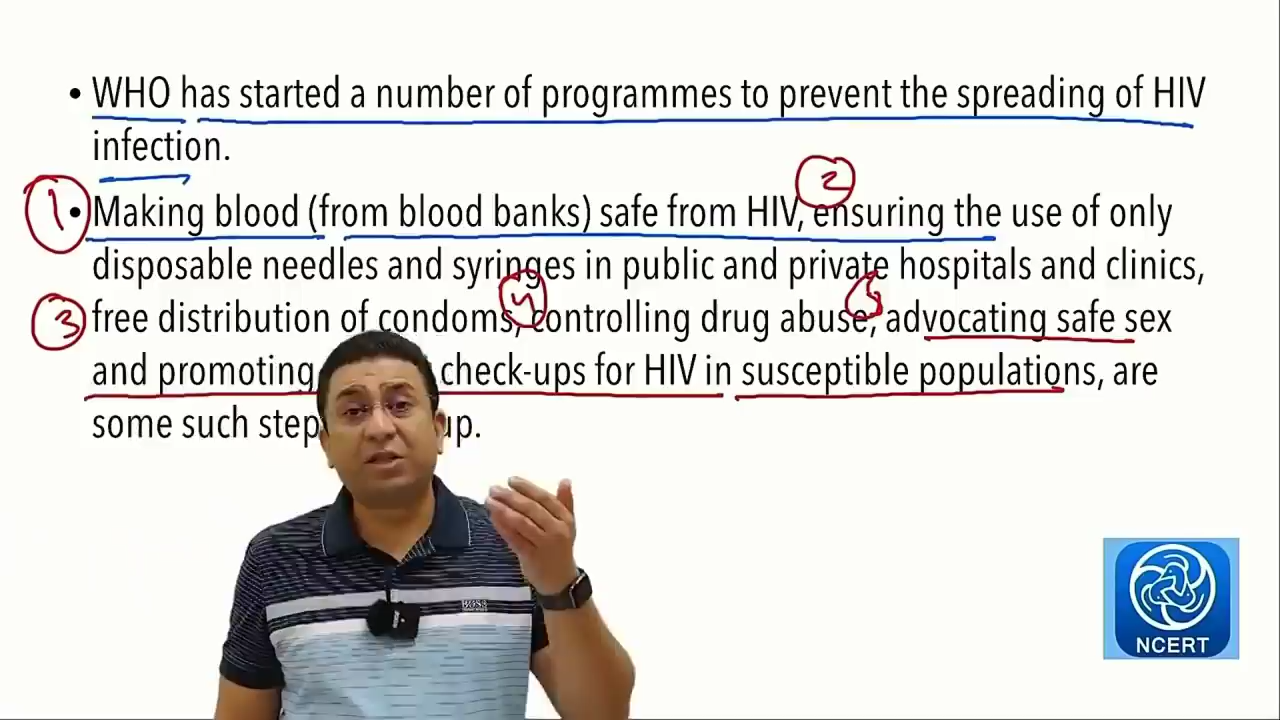 • WHO has started a number of programmes to prevent the spreading of HIV
infection.
2
1 • Making blood (from blood banks) safe from HIV, ensuring the use of only
disposable needles and syringes in public and private hospitals and clinics,
4
3 free distribution of condoms, controlling drug abuse, advocating safe sex
and promoting check-ups for HIV in susceptible populations, are
some such up.
BOSS
NCERT